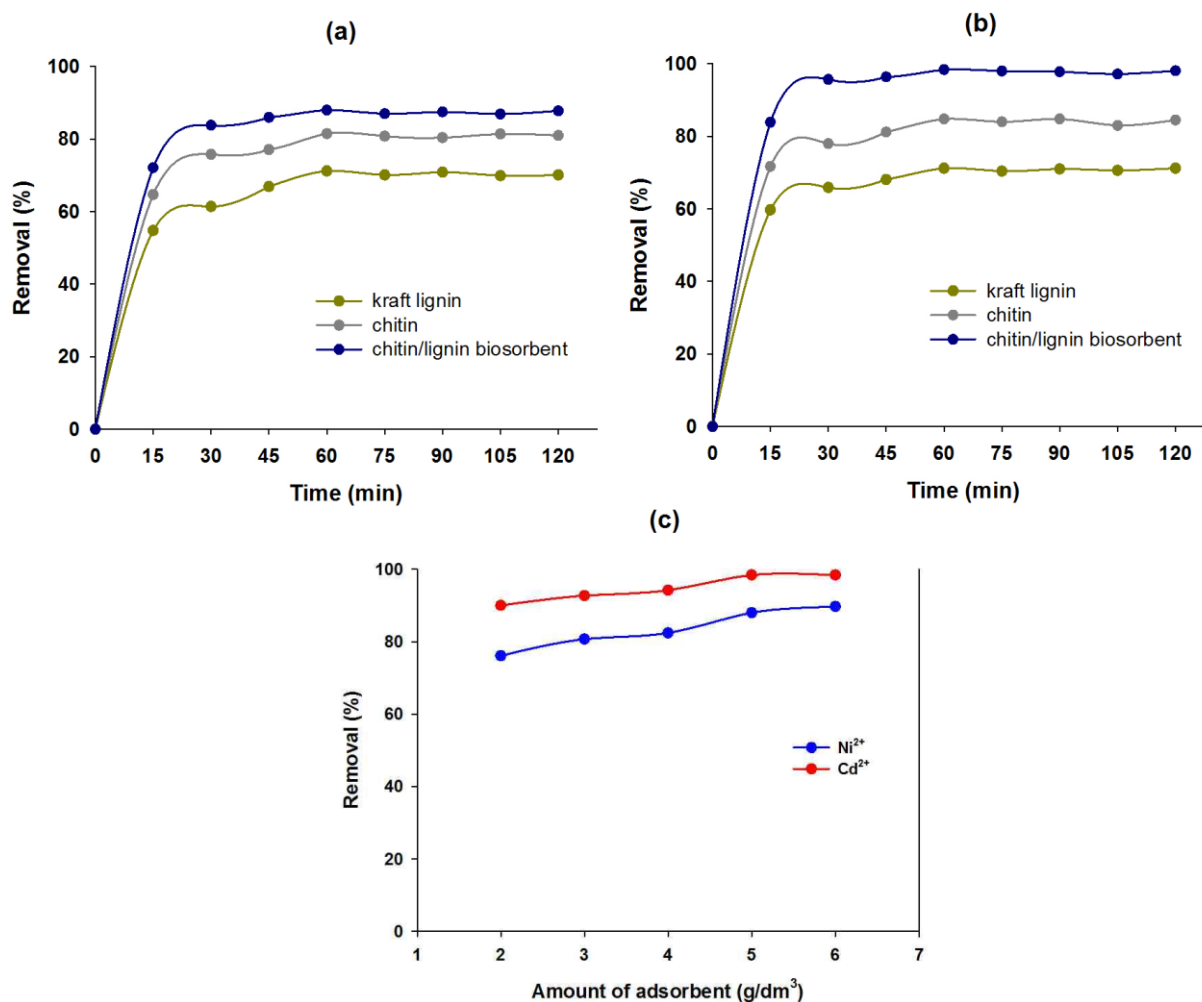 (a)
100
80
60
40
20
0
Removal (%)
kraft lignin
chitin
chitin/lignin biosorbent
0 15 30 45 60 75 90 105 120
Time (min)
(b)
100
80
60
40
20
0
Removal (%)
kraft lignin
chitin
chitin/lignin biosorbent
0 15 30 45 60 75 90 105 120
Time (min)
(c)
100
80
60
40
20
0
Removal (%)
Ni²⁺
Cd²⁺
1 2 3 4 5 6 7
Amount of adsorbent (g/dm³)